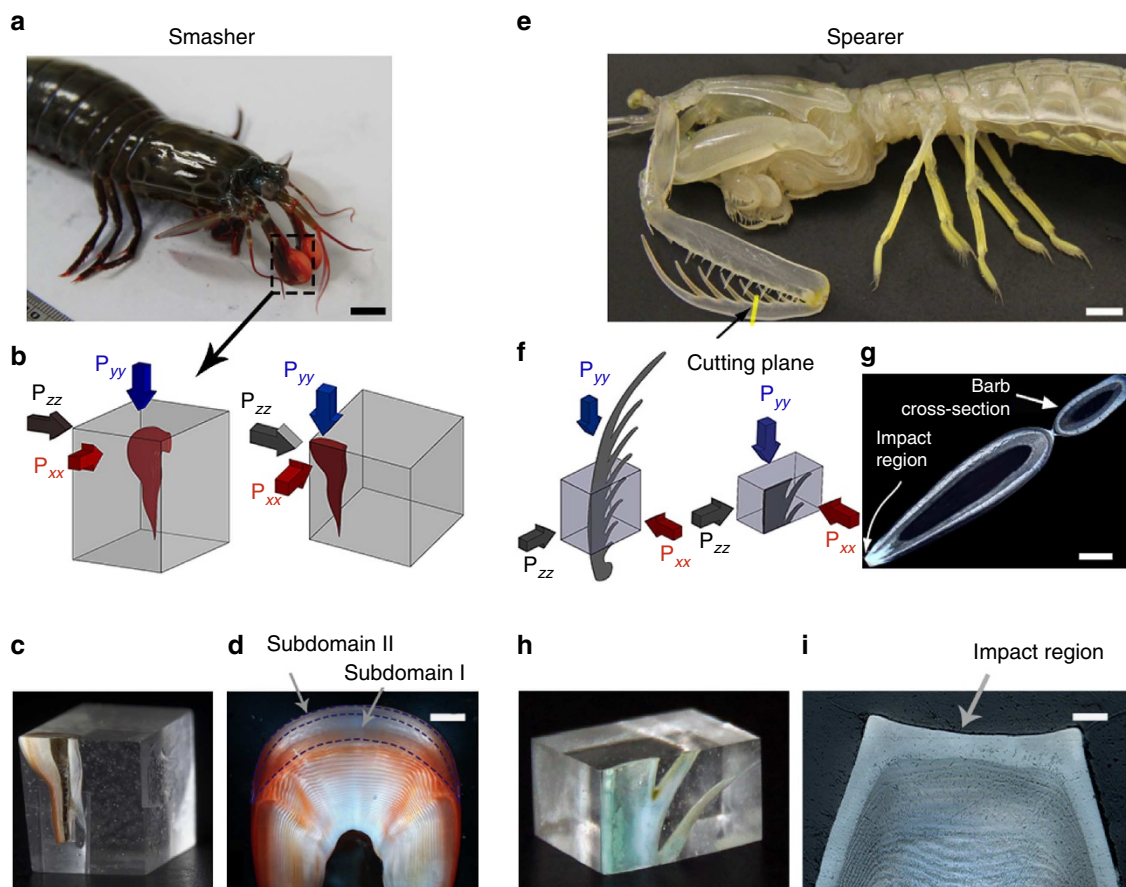 a
Smasher
e
Spearer
b
P_yy
P_zz
P_xx
P_yy
P_zz
P_xx
f
P_yy
Cutting plane
P_yy
P_zz
P_xx
P_zz
P_xx
g
Barb
cross-section
Impact
region
c
d
Subdomain II
Subdomain I
h
i
Impact region